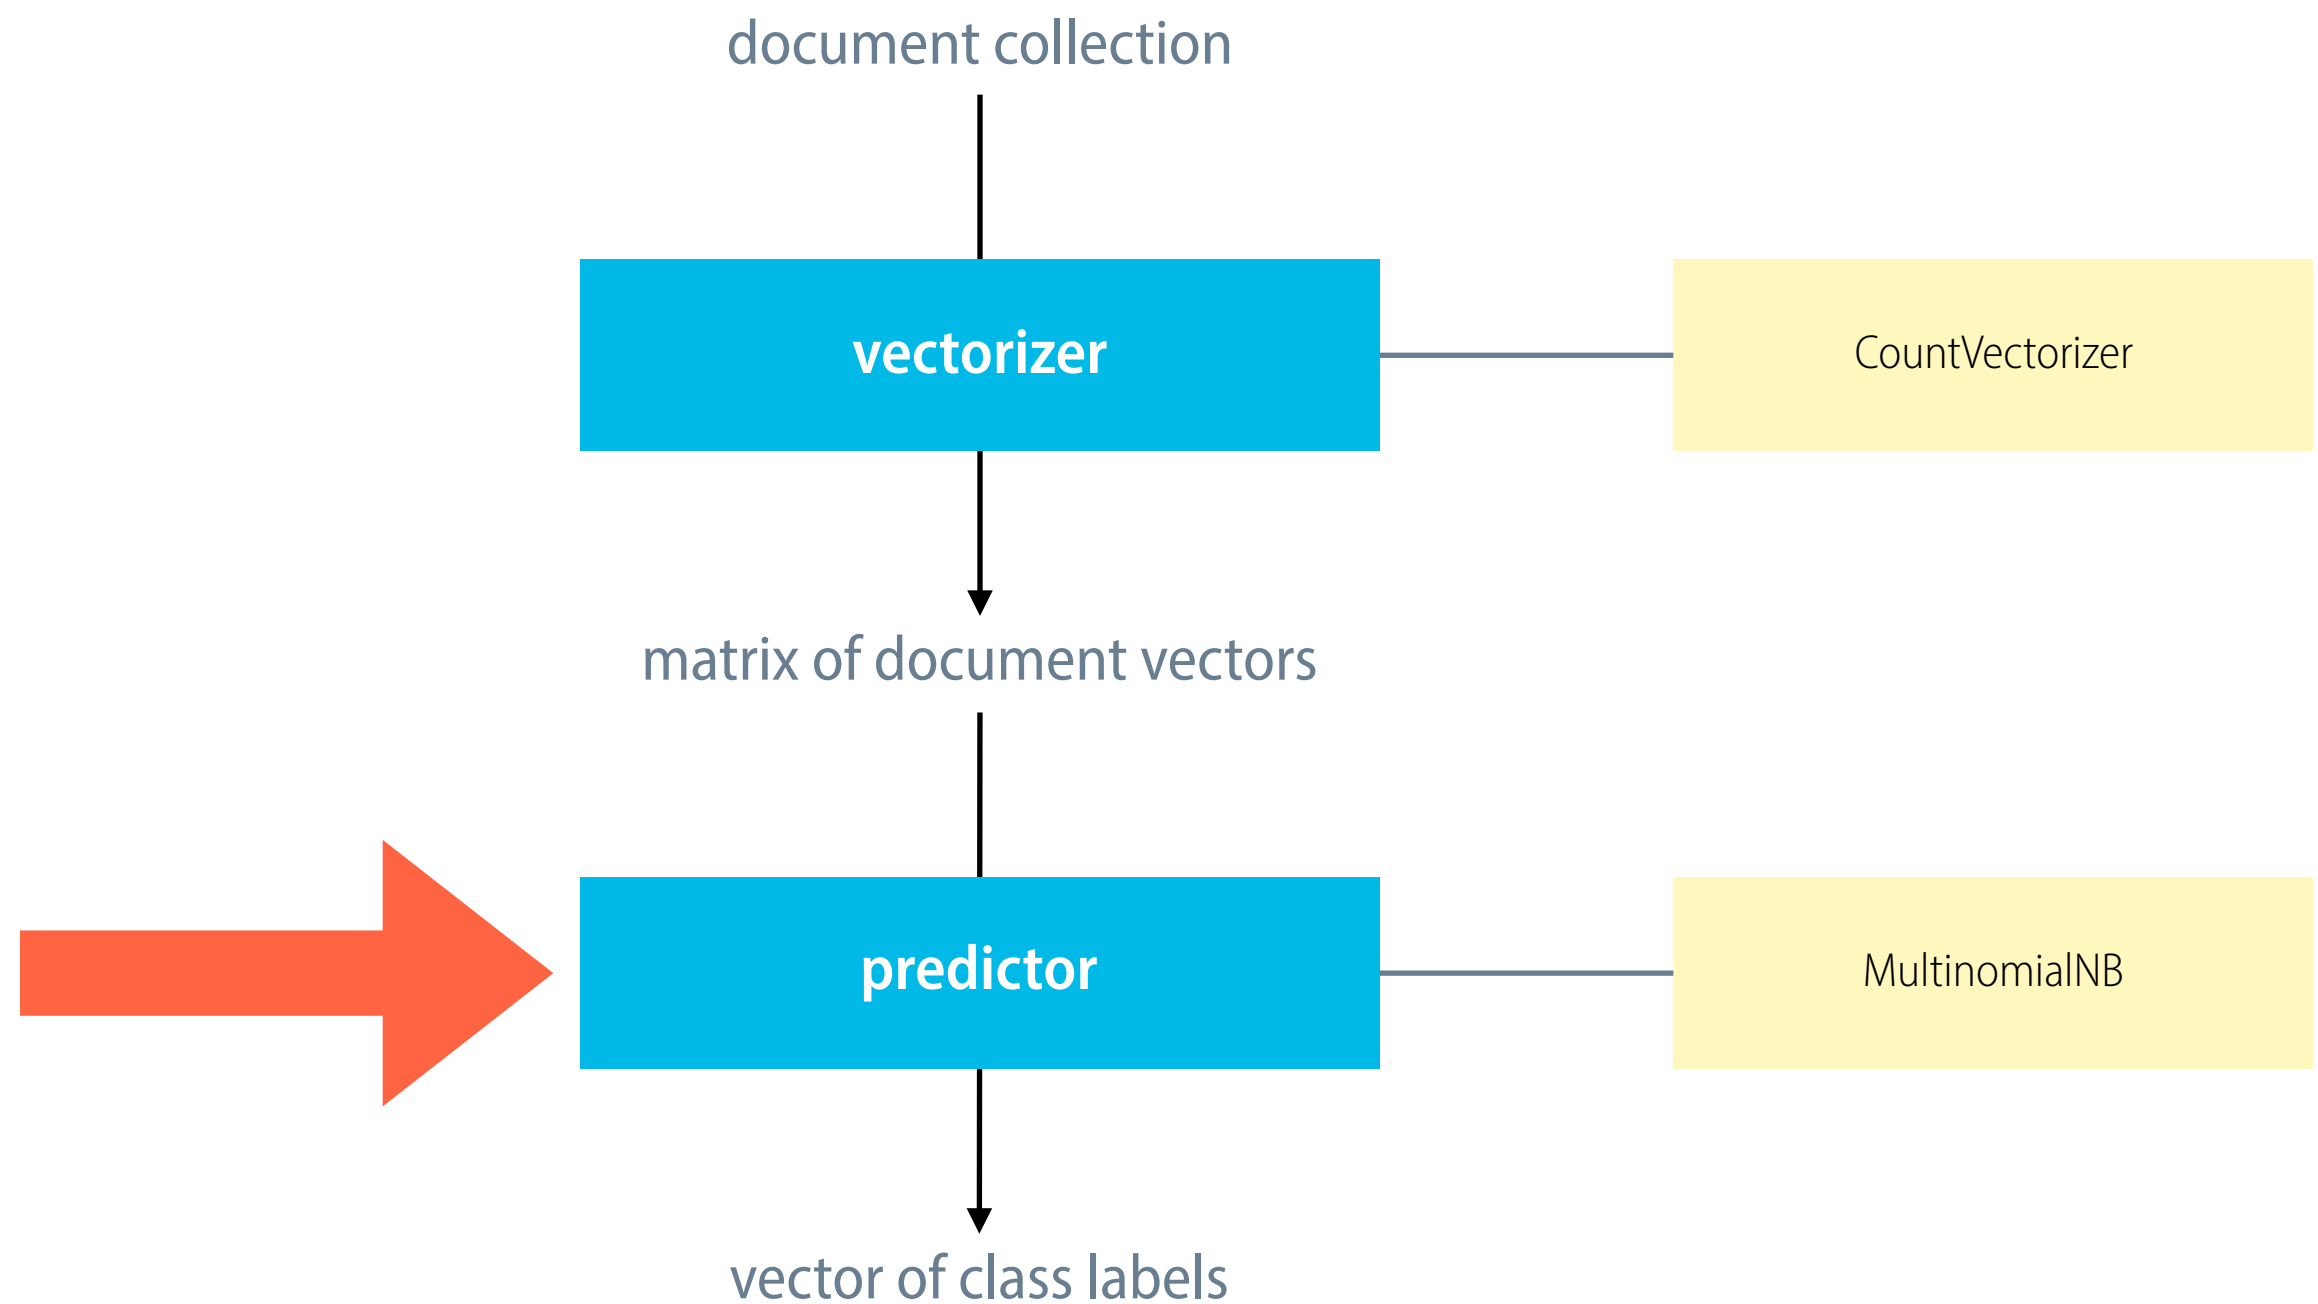 document collection
vectorizer
CountVectorizer
matrix of document vectors
predictor
MultinomialNB
vector of class labels